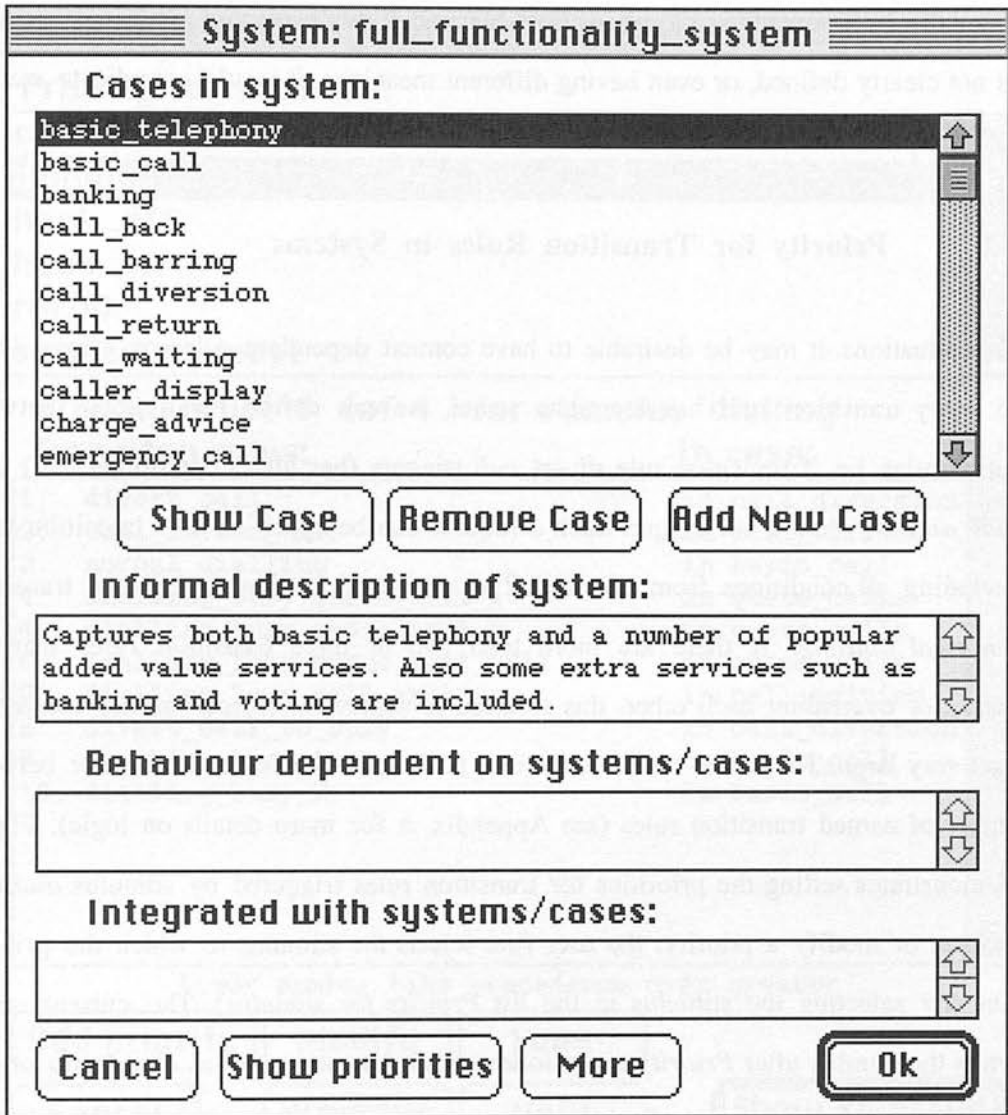 System: full_functionality_system
Cases in system:
basic_telephony
basic_call
banking
call_back
call_barring
call_diversion
call_return
call_waiting
caller_display
charge_advice
emergency_call
Show Case
Remove Case
Add New Case
Informal description of system:
Captures both basic telephony and a number of popular
added value services. Also some extra services such as
banking and voting are included.
Behaviour dependent on systems/cases:
Integrated with systems/cases:
Cancel
Show priorities
More
Ok